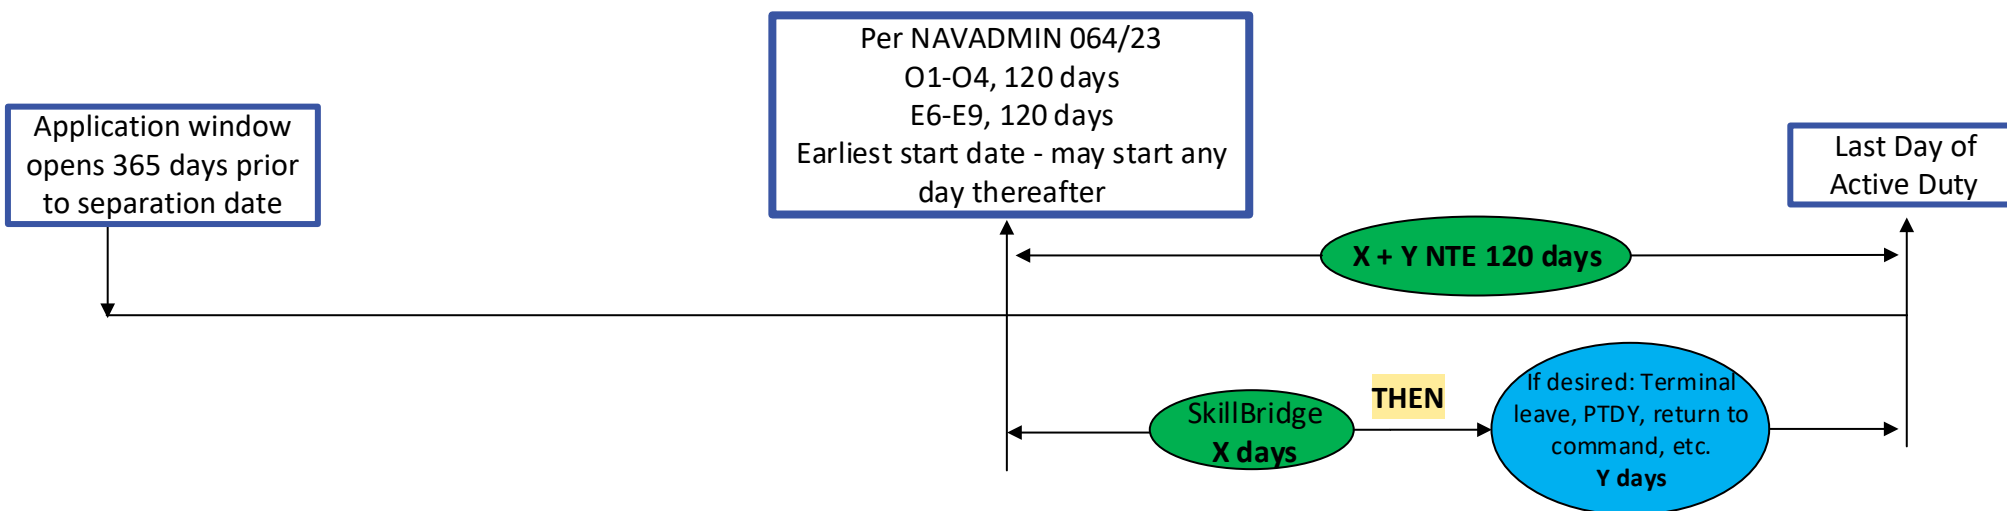 Application window
opens 365 days prior
to separation date
Per NAVADMIN 064/23
O1-O4, 120 days
E6-E9, 120 days
Earliest start date - may start any
day thereafter
Last Day of
Active Duty
X + Y NTE 120 days
SkillBridge
X days
THEN
If desired: Terminal
leave, PTDY, return to
command, etc.
Y days